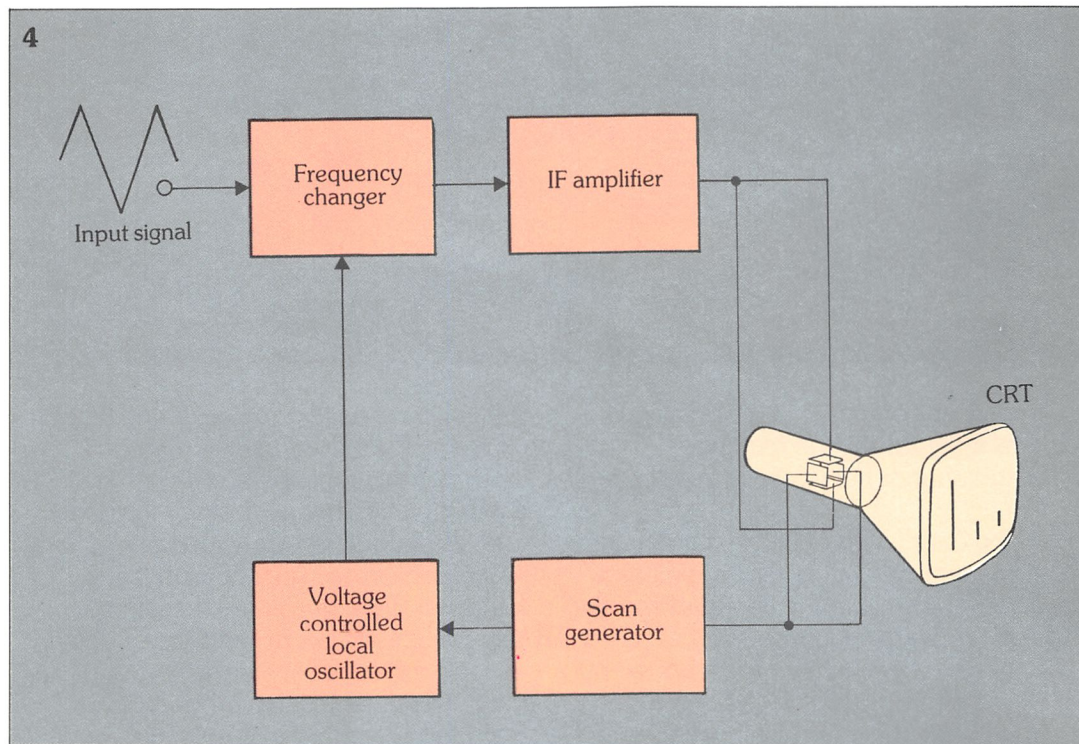 4
Input signal
Frequency
changer
IF amplifier
CRT
Voltage
controlled
local
oscillator
Scan
generator